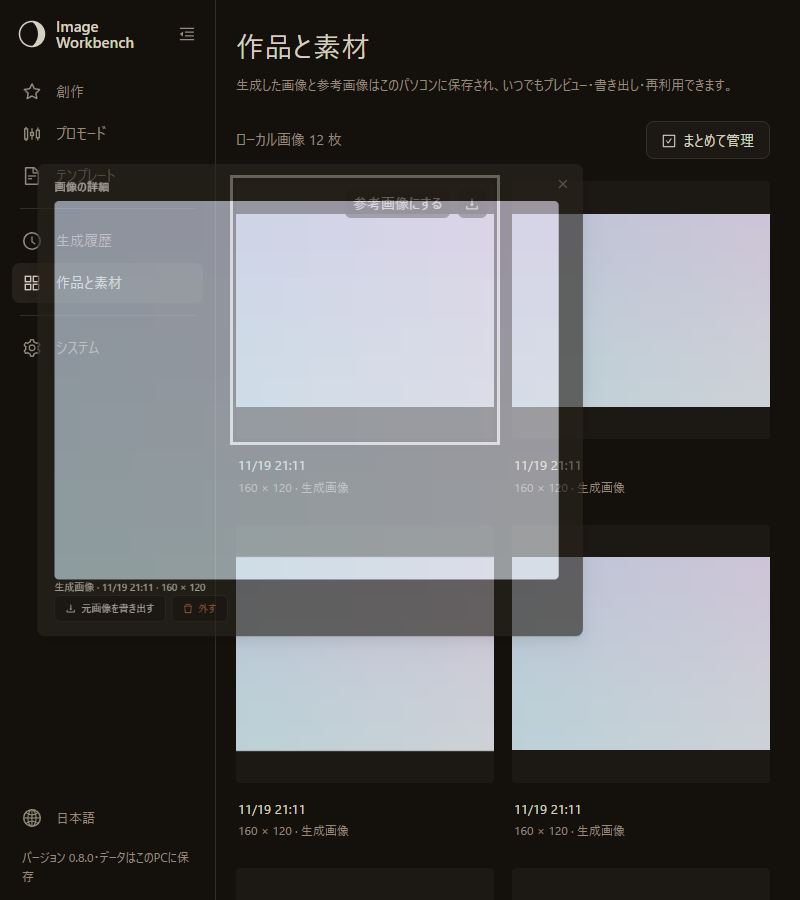 Image
Workbench
創作
プロモード
テンプレート
生成履歴
作品と素材
システム
日本語
バージョン 0.8.0・データはこのPCに保
存
作品と素材
生成した画像と参考画像はこのパソコンに保存され、いつでもプレビュー・書き出し・再利用できます。
ローカル画像 12 枚
まとめて管理
画像の詳細
参考画像にする
生成画像 · 11/19 21:11 · 160 × 120
元画像を書き出す
外す
11/19 21:11
160 × 120 · 生成画像
11/19 21:11
160 × 120 · 生成画像
11/19 21:11
160 × 120 · 生成画像
11/19 21:11
160 × 120 · 生成画像